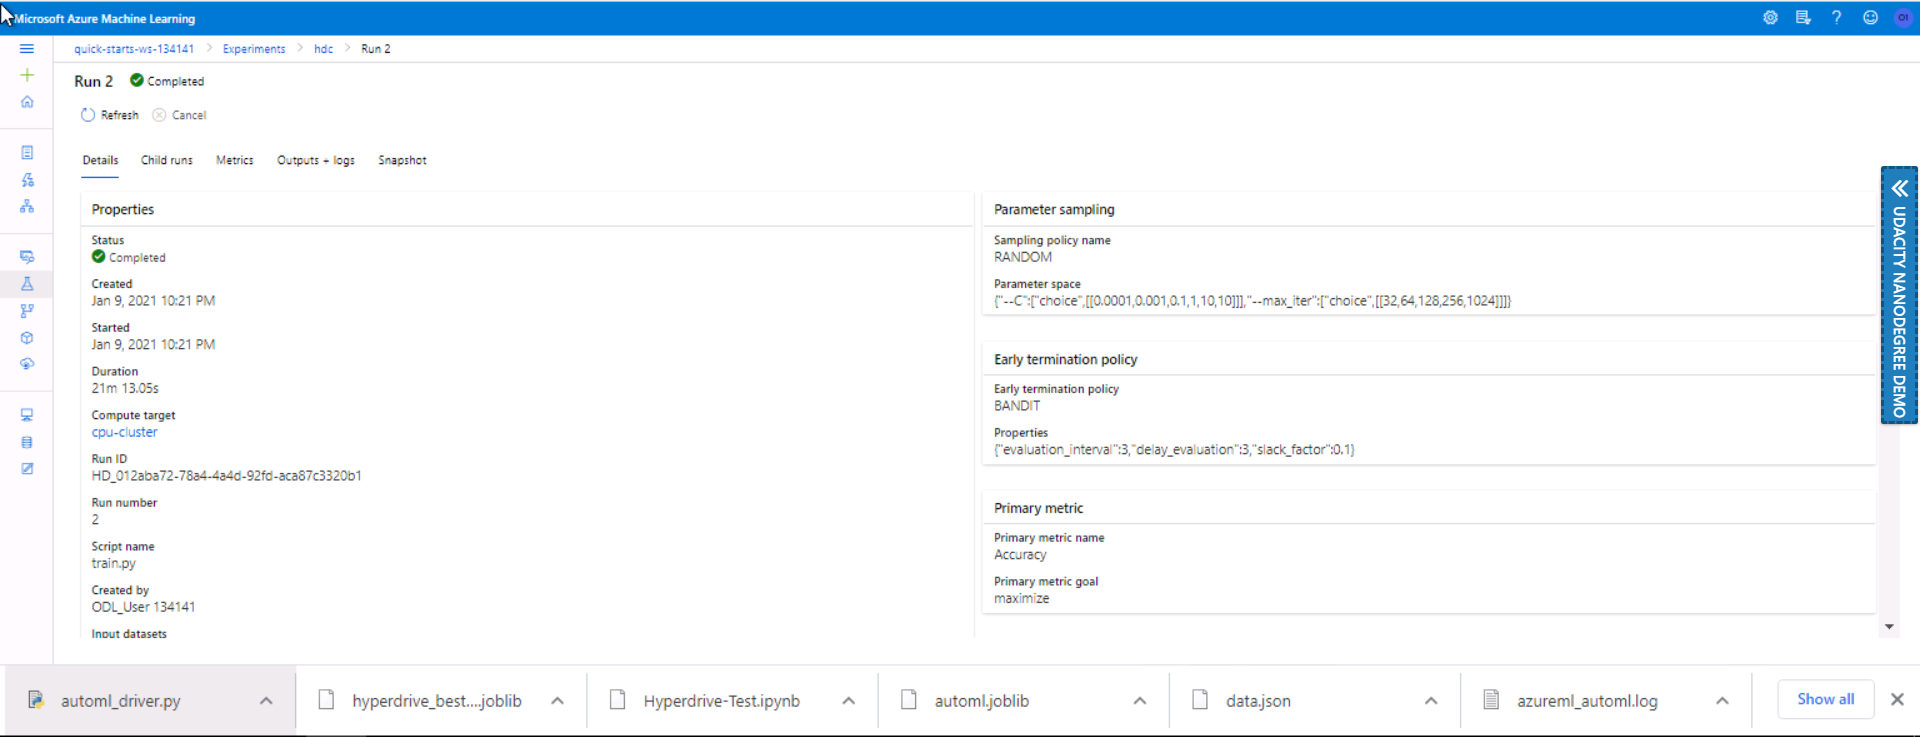 Microsoft Azure Machine Learning
?
01
quick-starts-ws-134141 > Experiments > hdc > Run 2
Run 2 Completed
Refresh Cancel
Details Child runs Metrics Outputs + logs Snapshot
Properties
Status
Completed
Created
Jan 9, 2021 10:21 PM
Started
Jan 9, 2021 10:21 PM
Duration
21m 13.05s
Compute target
cpu-cluster
Run ID
HD_012aba72-78a4-4a4d-92fd-aca87c3320b1
Run number
2
Script name
train.py
Created by
ODL_User 134141
Input datasets
Parameter sampling
Sampling policy name
RANDOM
Parameter space
{"--C":["choice",[[0.0001,0.001,0.1,1,10,10]]],"--max_iter":["choice",[[32,64,128,256,1024]]]}
Early termination policy
Early termination policy
BANDIT
Properties
{"evaluation_interval":3,"delay_evaluation":3,"slack_factor":0.1}
Primary metric
Primary metric name
Accuracy
Primary metric goal
maximize
UDACITY NANODEGREE DEMO
automl_driver.py
hyperdrive_best....joblib
Hyperdrive-Test.ipynb
automl.joblib
data.json
azureml_automl.log
Show all